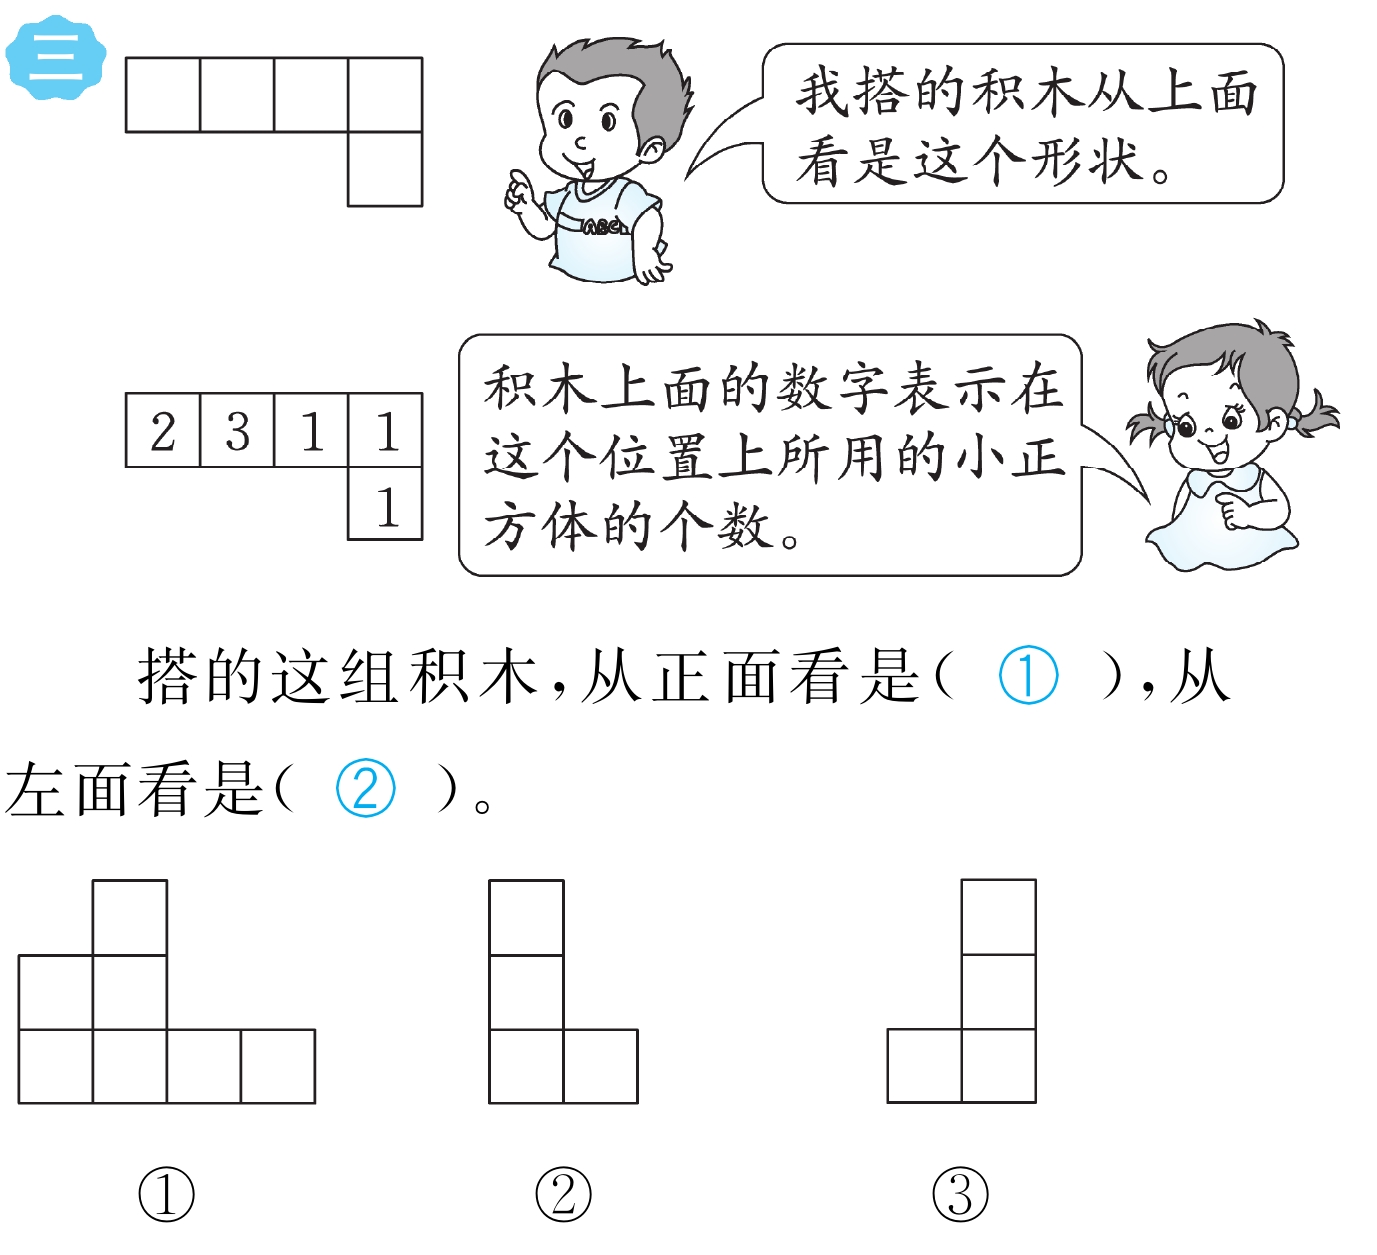 三
我搭的积木从上面
看是这个形状。
ABC
2 3 1 1
1
积木上面的数字表示在
这个位置上所用的小正
方体的个数。
搭的这组积木,从正面看是( ① ),从
左面看是( ② )。
① ② ③